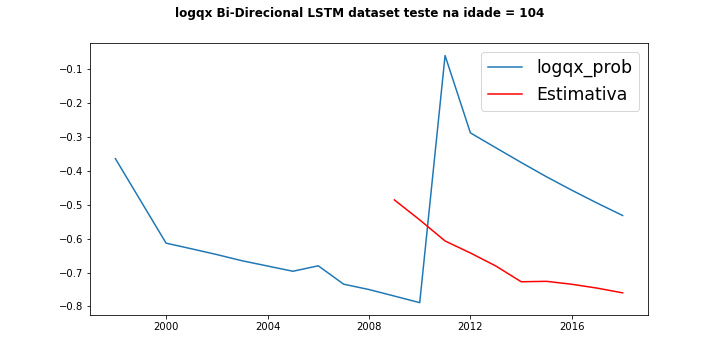 logqx Bi-Direcional LSTM dataset teste na idade = 104
logqx_prob
Estimativa
−0.1
−0.2
−0.3
−0.4
−0.5
−0.6
−0.7
−0.8
2000 2004 2008 2012 2016